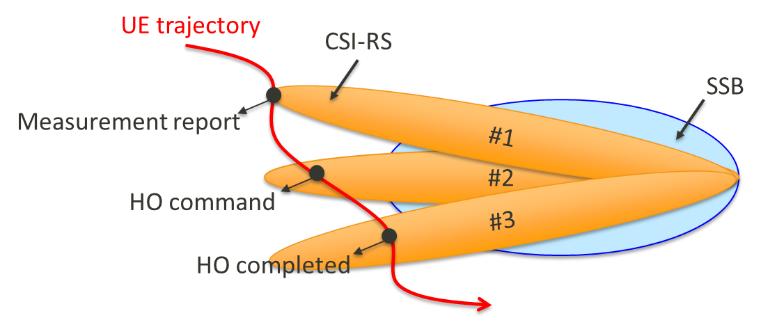 UE trajectory
CSI-RS
SSB
Measurement report
#1
#2
HO command
#3
HO completed